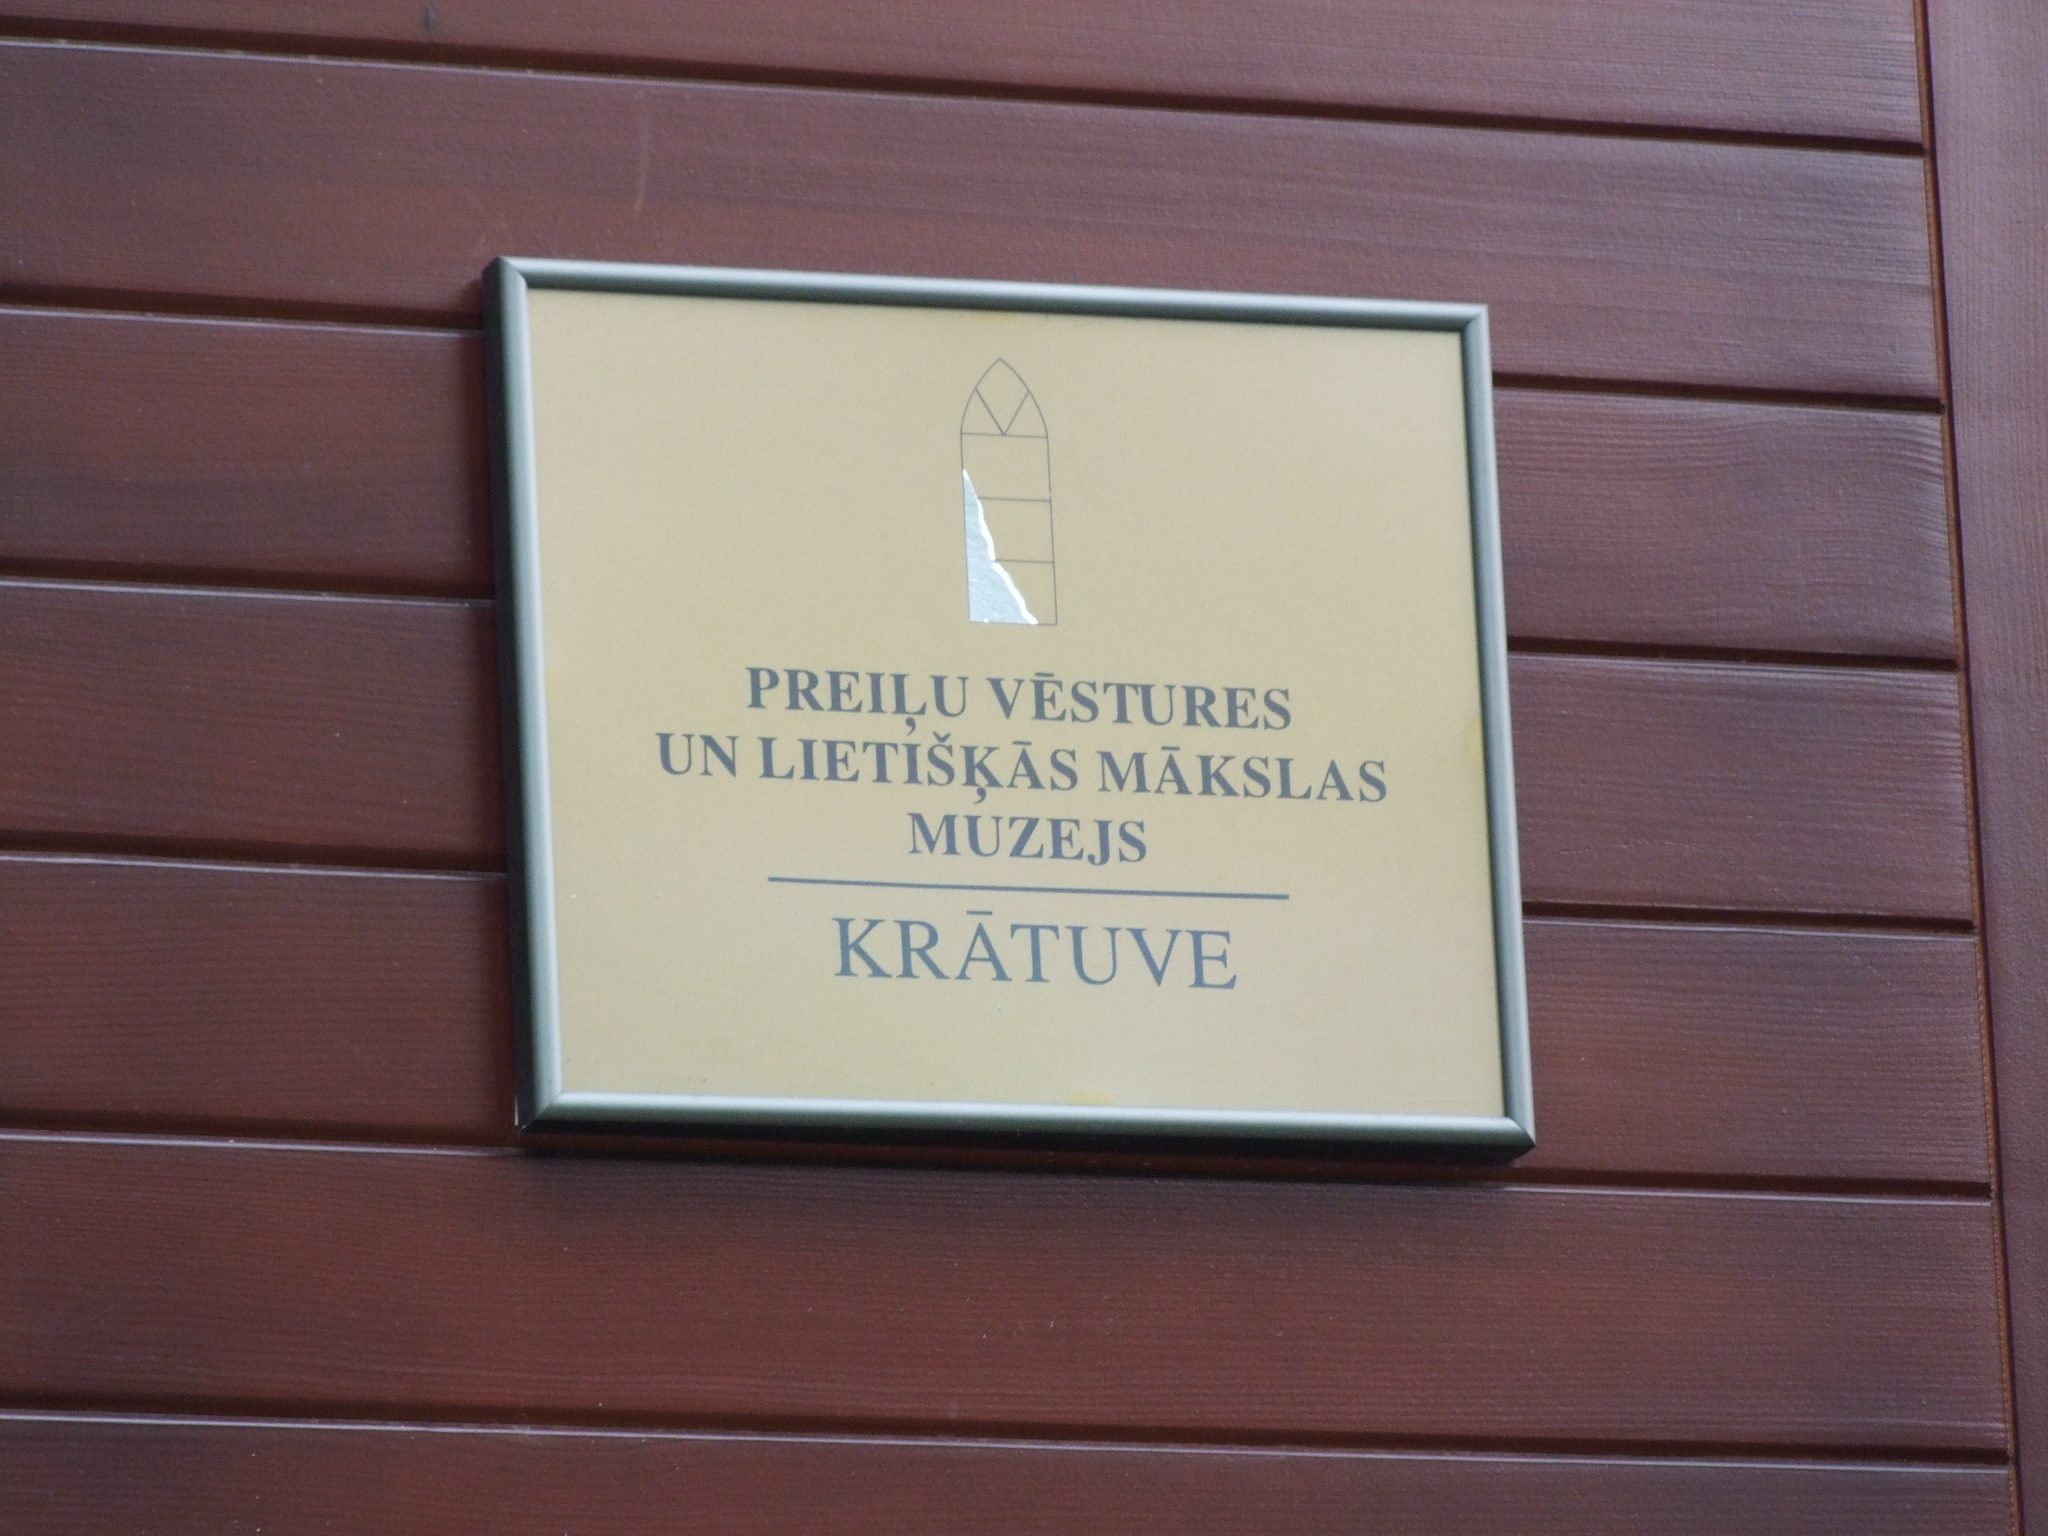 PREIĻU VĒSTURES
UN LIETIŠĶĀS MĀKSLAS
MUZEJS
KRĀTUVE